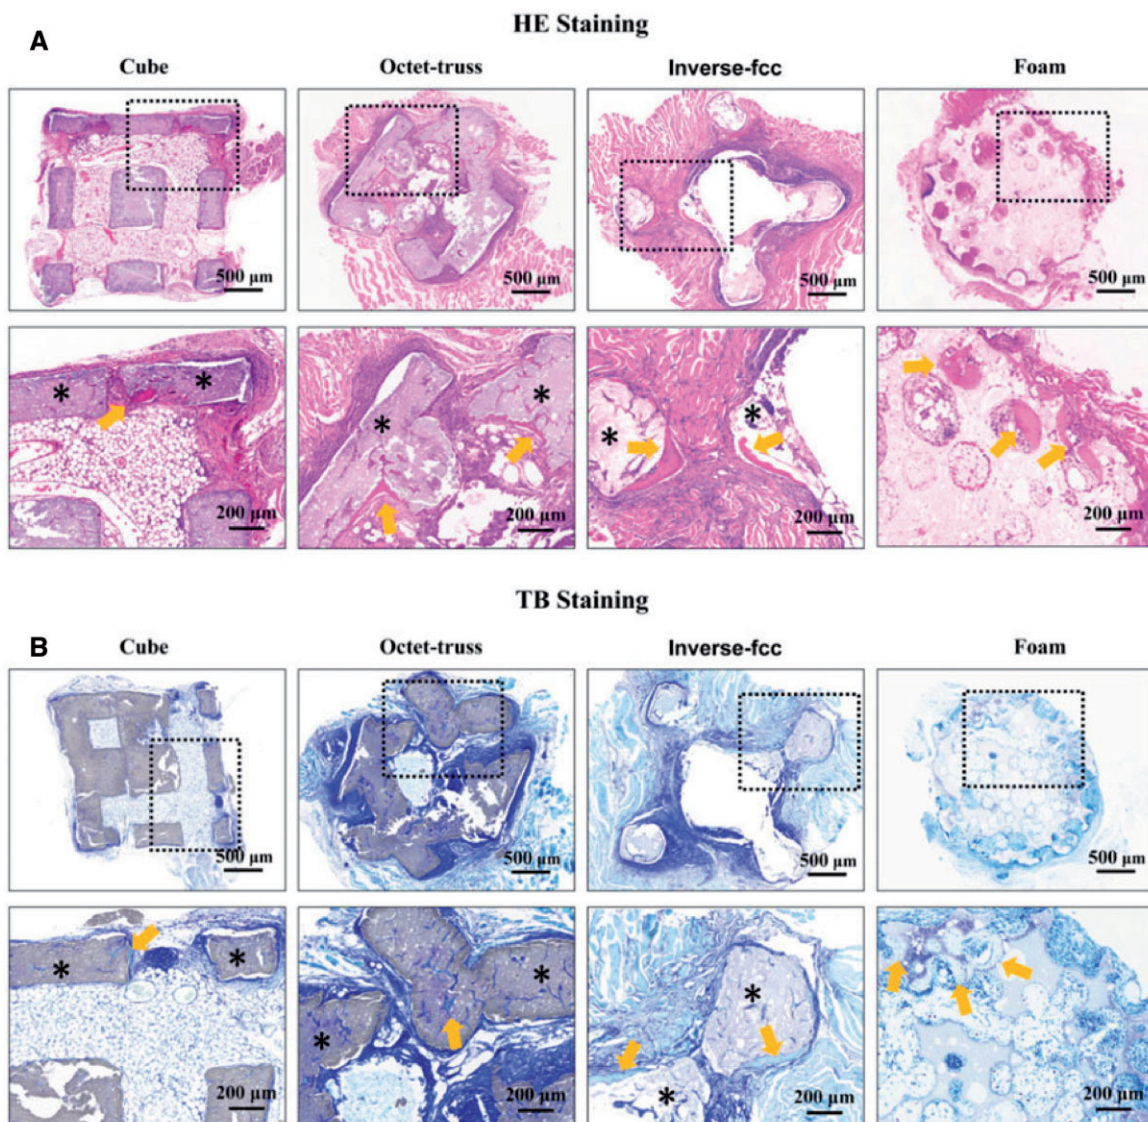 HE Staining
A
Cube Octet-truss Inverse-fcc Foam
500 μm 500 μm 500 μm 500 μm
* * * * * *
200 μm 200 μm 200 μm 200 μm
TB Staining
B
Cube Octet-truss Inverse-fcc Foam
500 μm 500 μm 500 μm 500 μm
* * * * * *
200 μm 200 μm 200 μm 200 μm